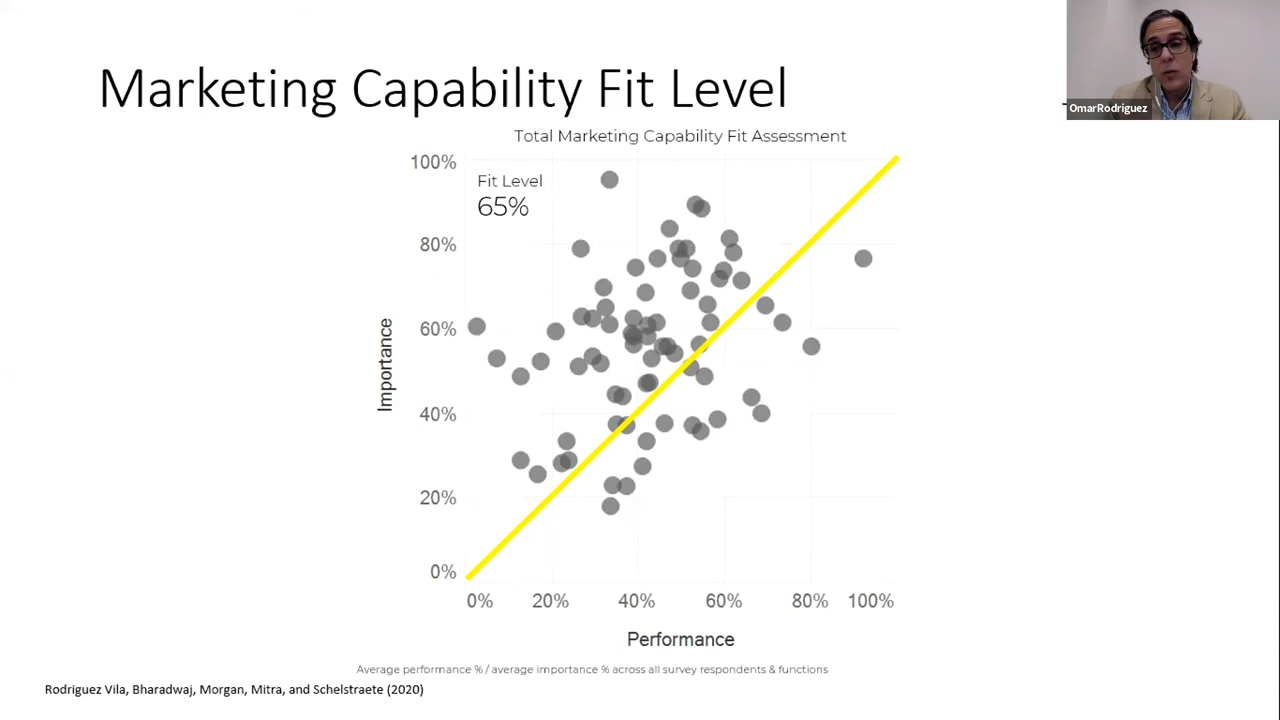 Marketing Capability Fit Level
OmarRodriguez
Total Marketing Capability Fit Assessment
Fit Level
65%
100%
80%
60%
40%
20%
0%
Importance
0% 20% 40% 60% 80% 100%
Performance
Average performance % / average importance % across all survey respondents & functions
Rodriguez Vila, Bharadwaj, Morgan, Mitra, and Schelstraete (2020)